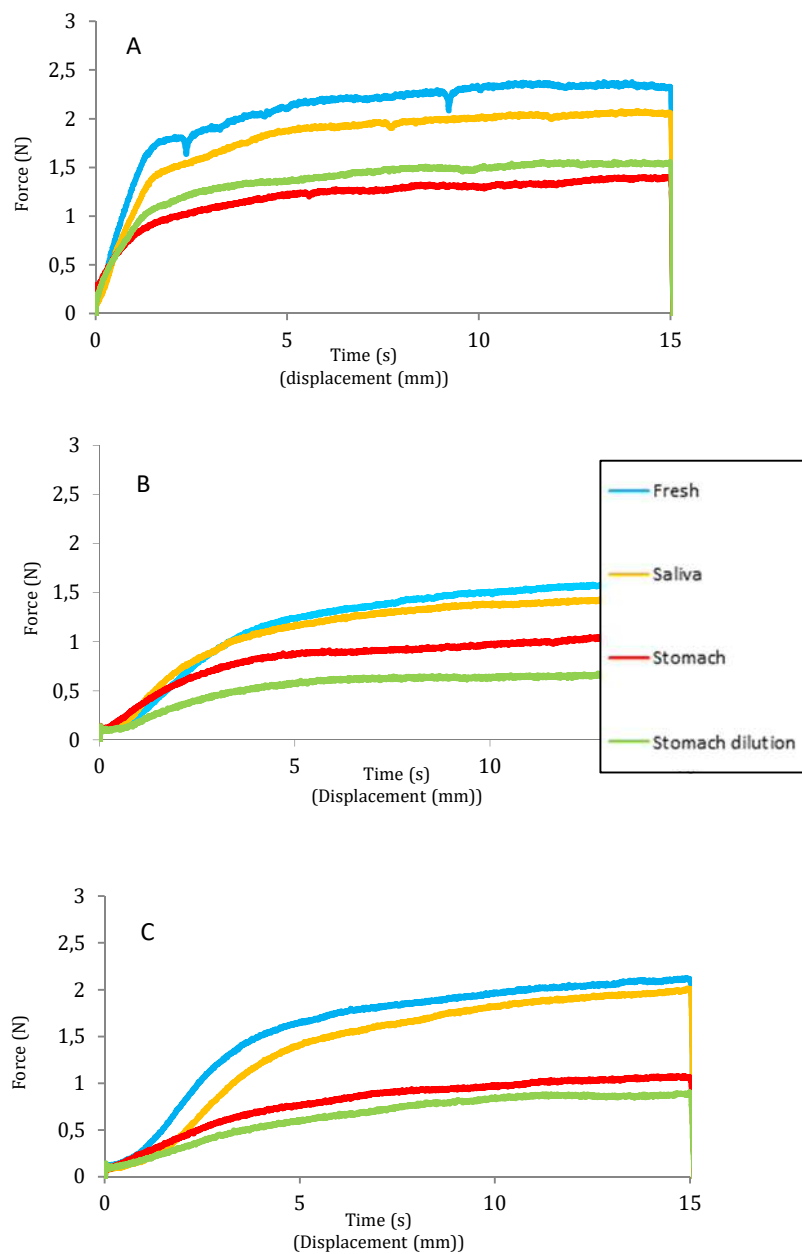 A
3
2,5
2
1,5
1
0,5
0
Force (N)
0 5 10 15
Time (s)
(displacement (mm))
B
3
2,5
2
1,5
1
0,5
0
Force (N)
0 5 10
Time (s)
(Displacement (mm))
Fresh
Saliva
Stomach
Stomach dilution
C
3
2,5
2
1,5
1
0,5
0
Force (N)
0 5 10 15
Time (s)
(Displacement (mm))